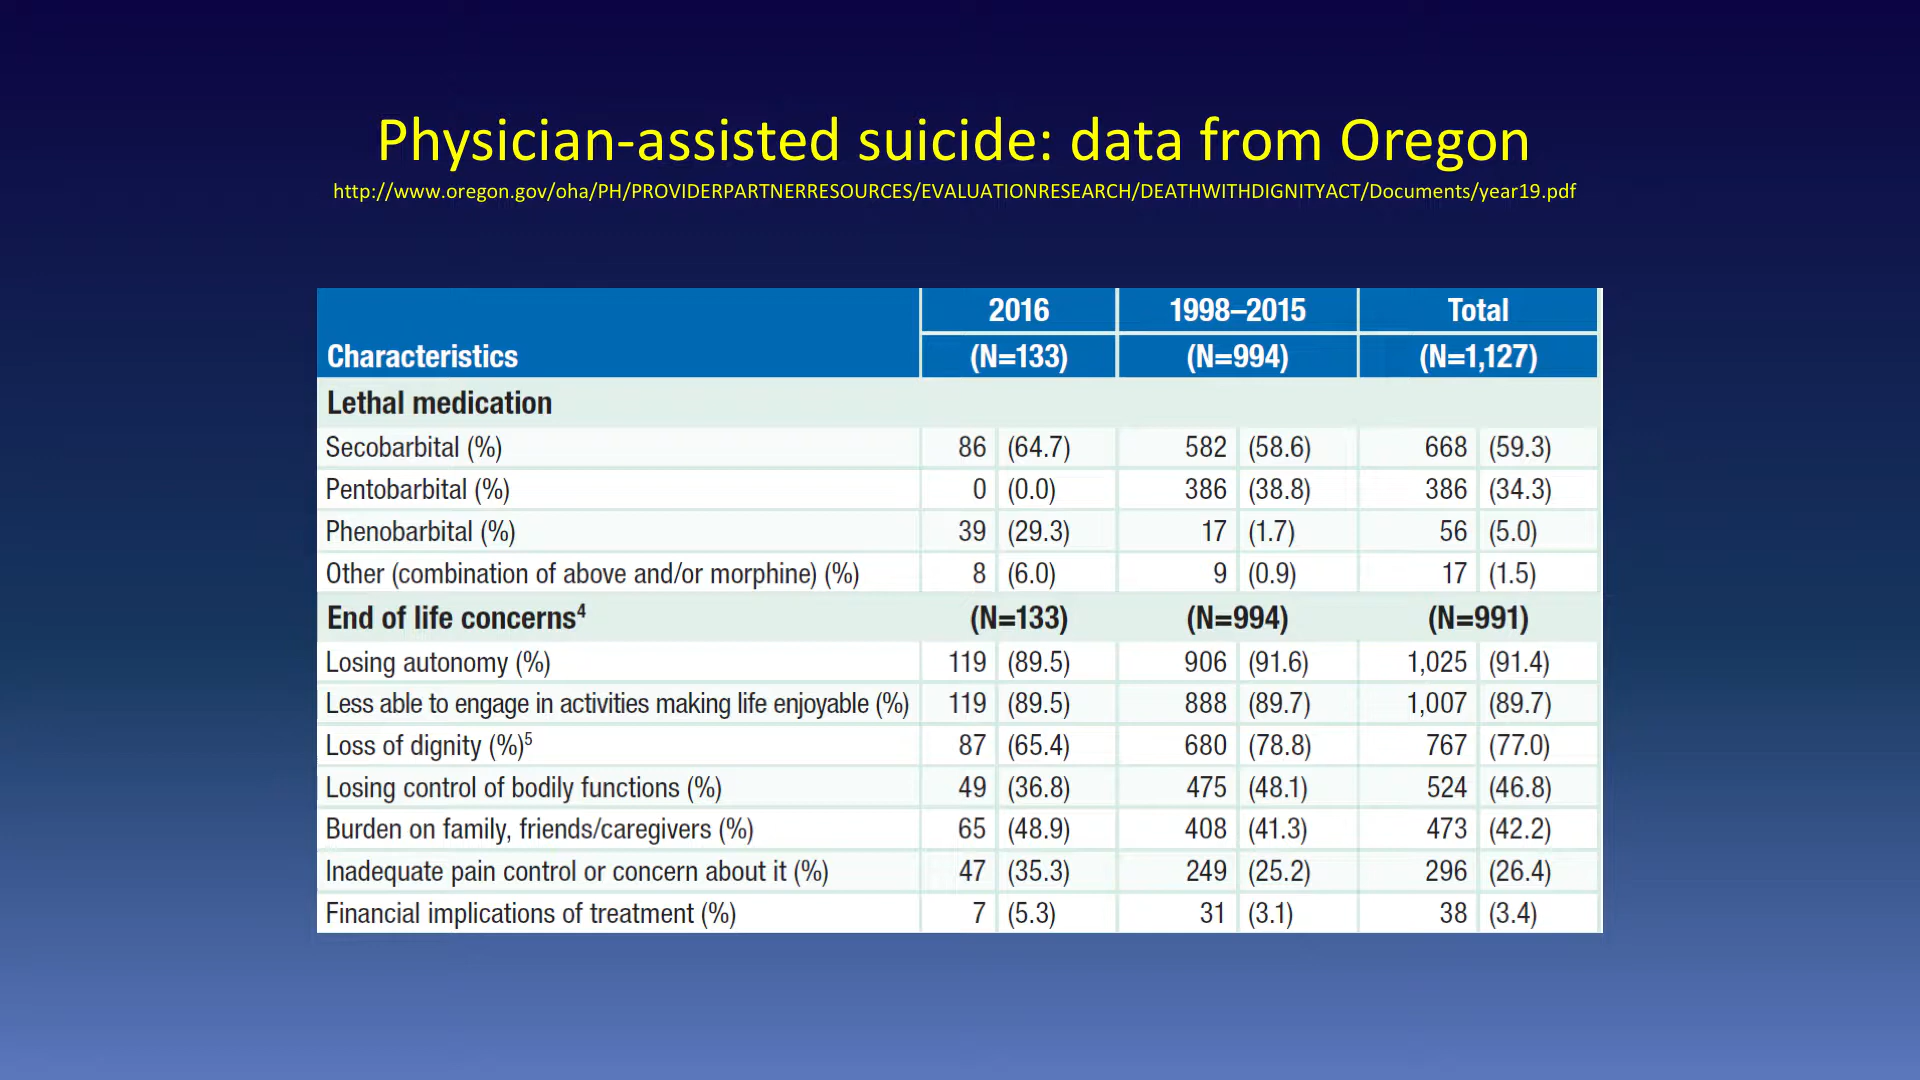 Physician-assisted suicide: data from Oregon
http://www.oregon.gov/oha/PH/PROVIDERPARTNERRESOURCES/EVALUATIONRESEARCH/DEATHWITHDIGNITYACT/Documents/year19.pdf
2016 1998–2015 Total
Characteristics (N=133) (N=994) (N=1,127)
Lethal medication
Secobarbital (%) 86 (64.7) 582 (58.6) 668 (59.3)
Pentobarbital (%) 0 (0.0) 386 (38.8) 386 (34.3)
Phenobarbital (%) 39 (29.3) 17 (1.7) 56 (5.0)
Other (combination of above and/or morphine) (%) 8 (6.0) 9 (0.9) 17 (1.5)
End of life concerns⁴ (N=133) (N=994) (N=991)
Losing autonomy (%) 119 (89.5) 906 (91.6) 1,025 (91.4)
Less able to engage in activities making life enjoyable (%) 119 (89.5) 888 (89.7) 1,007 (89.7)
Loss of dignity (%)⁵ 87 (65.4) 680 (78.8) 767 (77.0)
Losing control of bodily functions (%) 49 (36.8) 475 (48.1) 524 (46.8)
Burden on family, friends/caregivers (%) 65 (48.9) 408 (41.3) 473 (42.2)
Inadequate pain control or concern about it (%) 47 (35.3) 249 (25.2) 296 (26.4)
Financial implications of treatment (%) 7 (5.3) 31 (3.1) 38 (3.4)